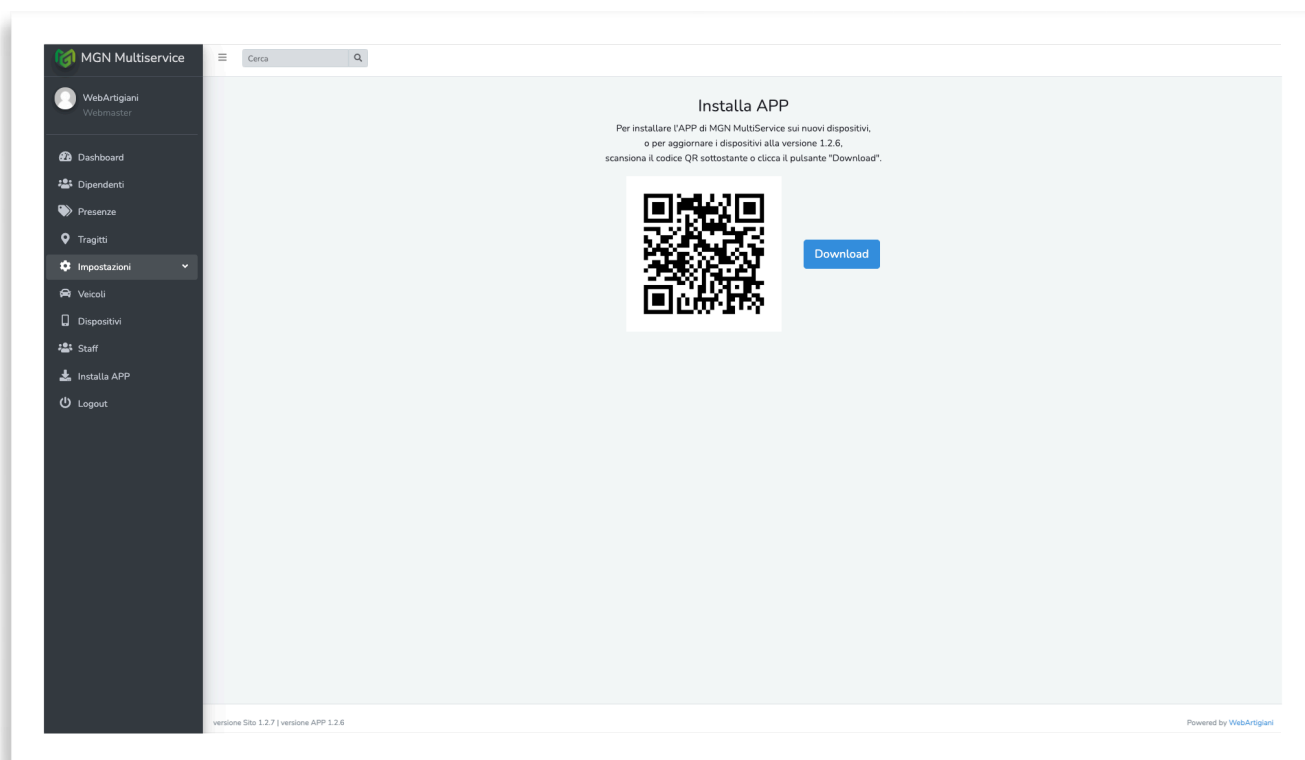 MGN Multiservice
Cerca
WebArtigiani
Webmaster
Dashboard
Dipendenti
Presenze
Tragitti
Impostazioni
Veicoli
Dispositivi
Staff
Installa APP
Logout
Installa APP
Per installare l'APP di MGN MultiService sui nuovi dispositivi,
o per aggiornare i dispositivi alla versione 1.2.6,
scansiona il codice QR sottostante o clicca il pulsante "Download".
Download
versione Sito 1.2.7 | versione APP 1.2.6
Powered by WebArtigiani